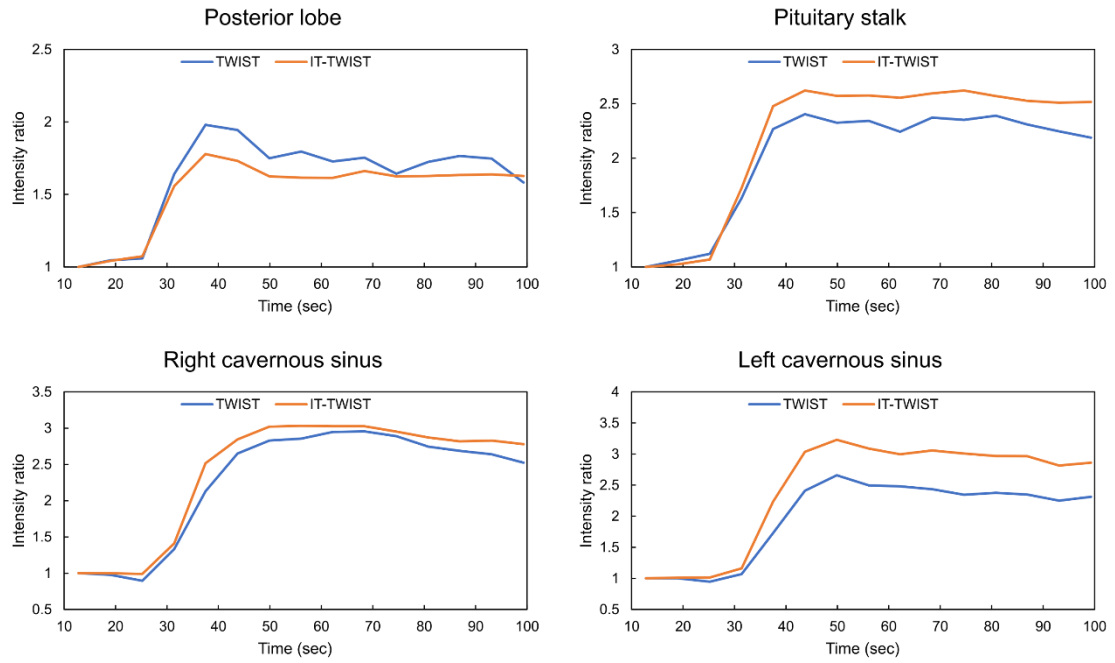 Posterior lobe
2.5
TWIST IT-TWIST
2
Intensity ratio
1.5
1
10 20 30 40 50 60 70 80 90 100
Time (sec)
Pituitary stalk
3
TWIST IT-TWIST
2.5
Intensity ratio
2
1.5
1
10 20 30 40 50 60 70 80 90 100
Time (sec)
Right cavernous sinus
3.5
TWIST IT-TWIST
3
2.5
Intensity ratio
2
1.5
1
0.5
10 20 30 40 50 60 70 80 90 100
Time (sec)
Left cavernous sinus
4
TWIST IT-TWIST
3.5
3
2.5
Intensity ratio
2
1.5
1
0.5
10 20 30 40 50 60 70 80 90 100
Time (sec)